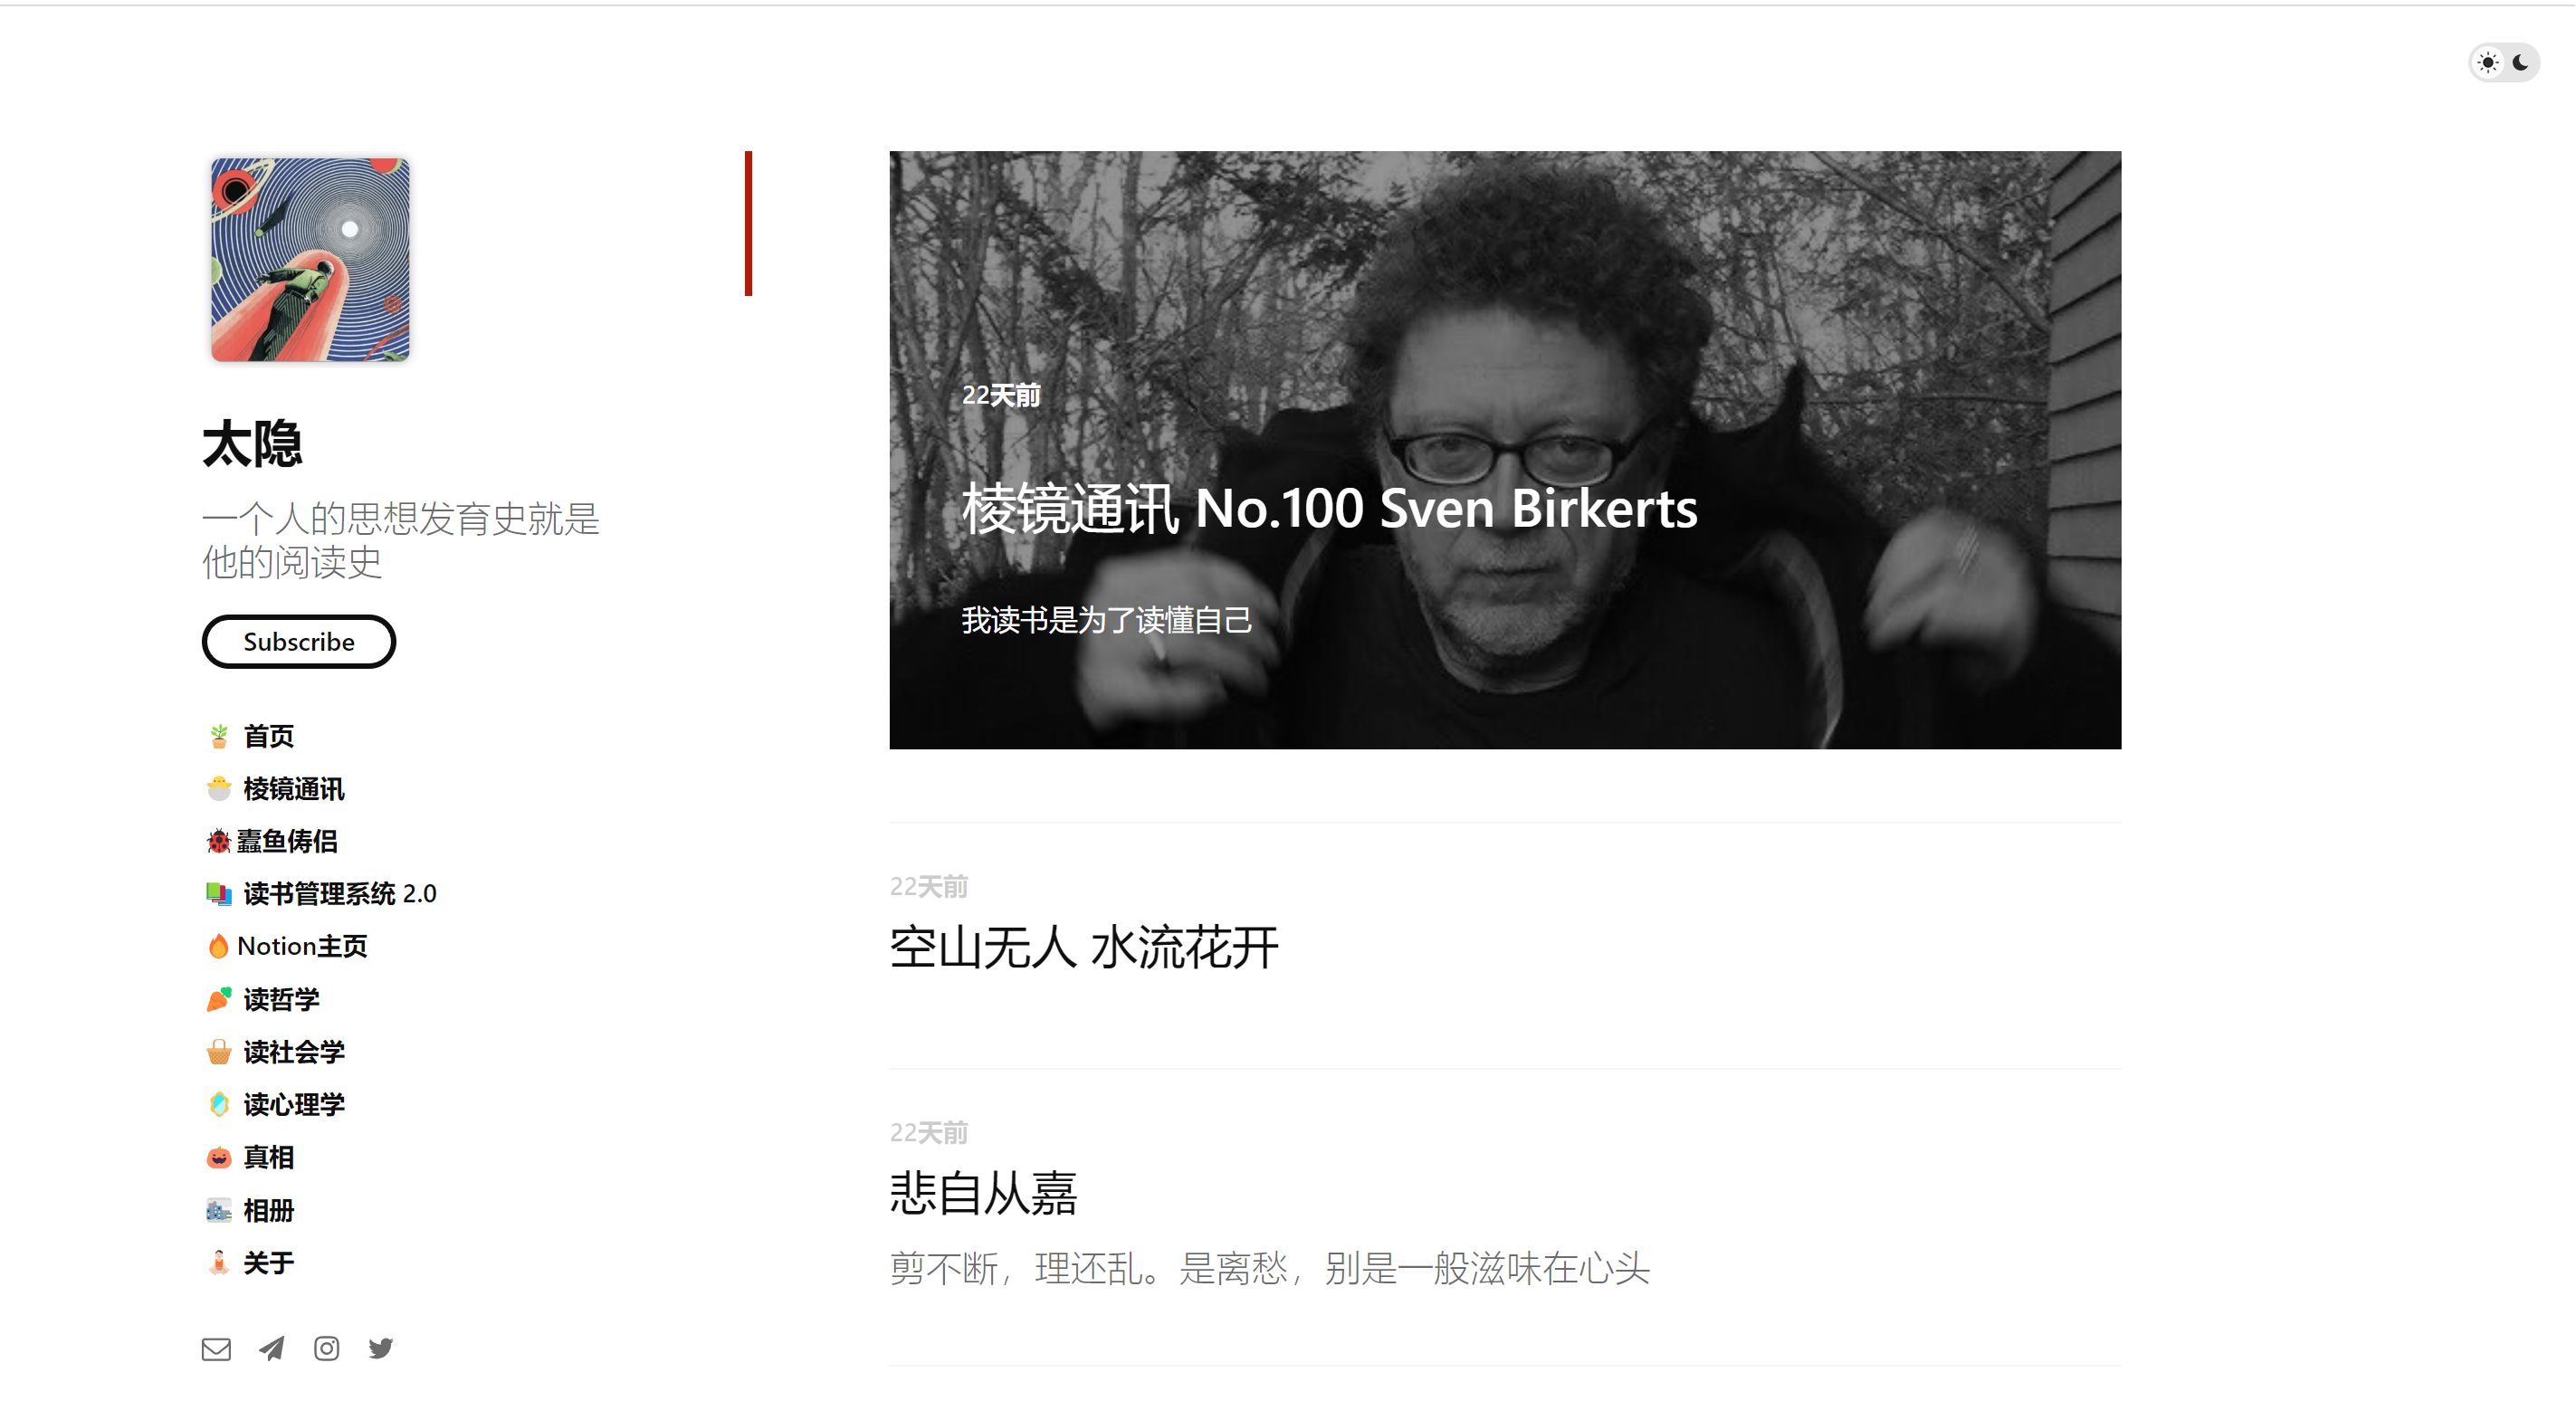 太隐
一个人的思想发育史就是
他的阅读史
Subscribe
首页
棱镜通讯
蠹鱼俦侣
读书管理系统 2.0
Notion主页
读哲学
读社会学
读心理学
真相
相册
关于
22天前
棱镜通讯 No.100 Sven Birkerts
我读书是为了读懂自己
22天前
空山无人 水流花开
22天前
悲自从嘉
剪不断，理还乱。是离愁，别是一般滋味在心头